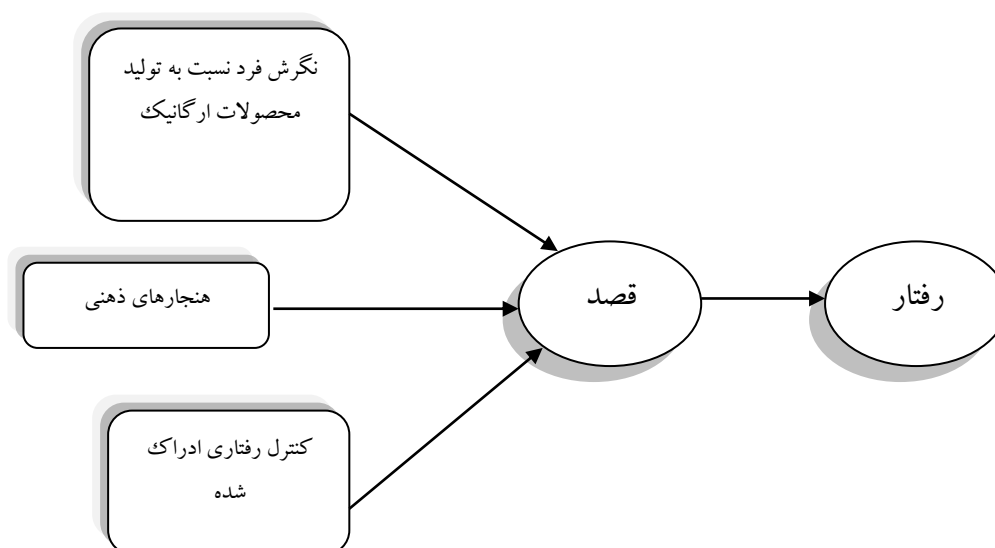 نگرش فرد نسبت به تولید
محصولات ارگانیک
هنجارهای ذهنی
کنترل رفتاری ادراک
شده
قصد
رفتار